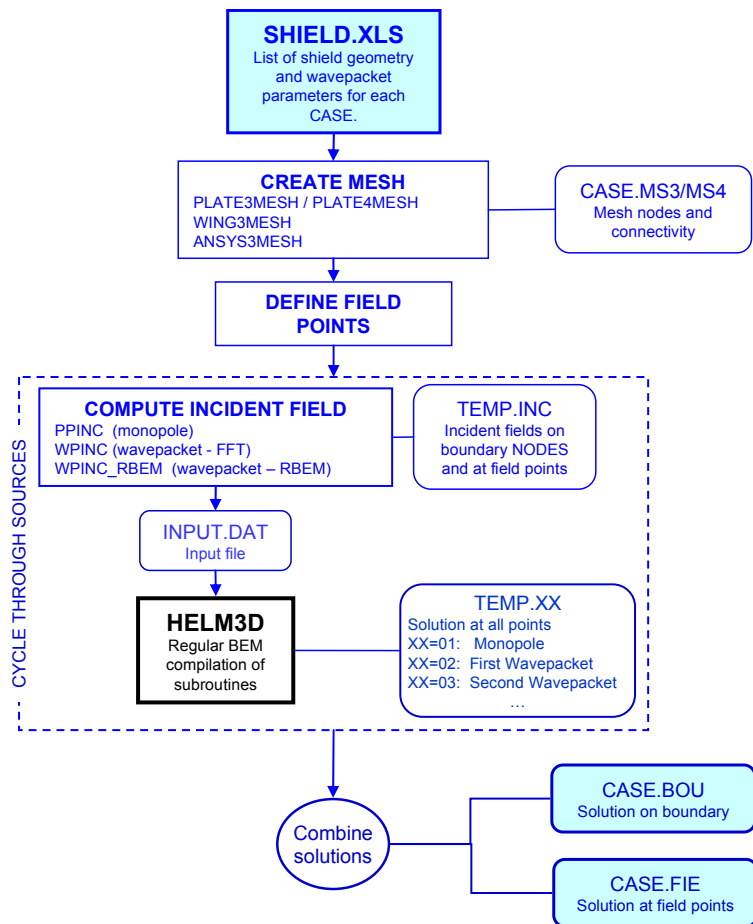 SHIELD.XLS
List of shield geometry
and wavepacket
parameters for each
CASE.
CREATE MESH
PLATE3MESH / PLATE4MESH
WING3MESH
ANSYS3MESH
CASE.MS3/MS4
Mesh nodes and
connectivity
DEFINE FIELD
POINTS
CYCLE THROUGH SOURCES
COMPUTE INCIDENT FIELD
PPINC (monopole)
WPINC (wavepacket - FFT)
WPINC_RBEM (wavepacket – RBEM)
TEMP.INC
Incident fields on
boundary NODES
and at field points
INPUT.DAT
Input file
HELM3D
Regular BEM
compilation of
subroutines
TEMP.XX
Solution at all points
XX=01: Monopole
XX=02: First Wavepacket
XX=03: Second Wavepacket
…
Combine
solutions
CASE.BOU
Solution on boundary
CASE.FIE
Solution at field points